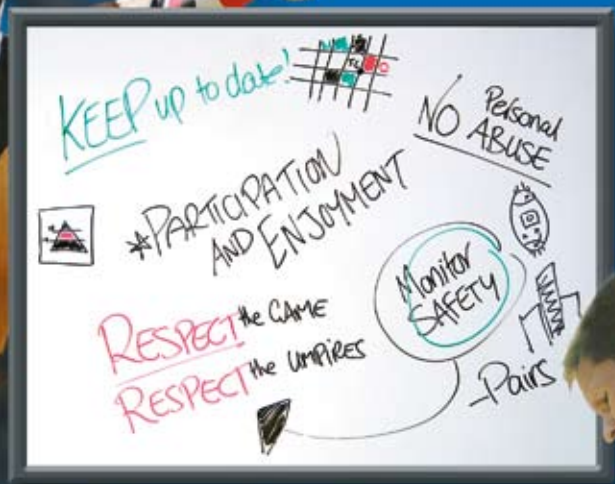 KEEP up to date!
Personal
NO ABUSE
*PARTICIPATION
AND ENJOYMENT
Monitor
SAFETY
RESPECT the GAME
RESPECT the UMPIRES
-Pairs